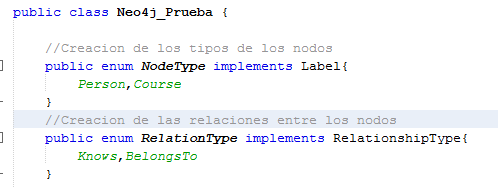 public class Neo4j_Prueba {
//Creacion de los tipos de los nodos
public enum NodeType implements Label{
Person,Course
}
//Creacion de las relaciones entre los nodos
public enum RelationType implements RelationshipType{
Knows,BelongsTo
}